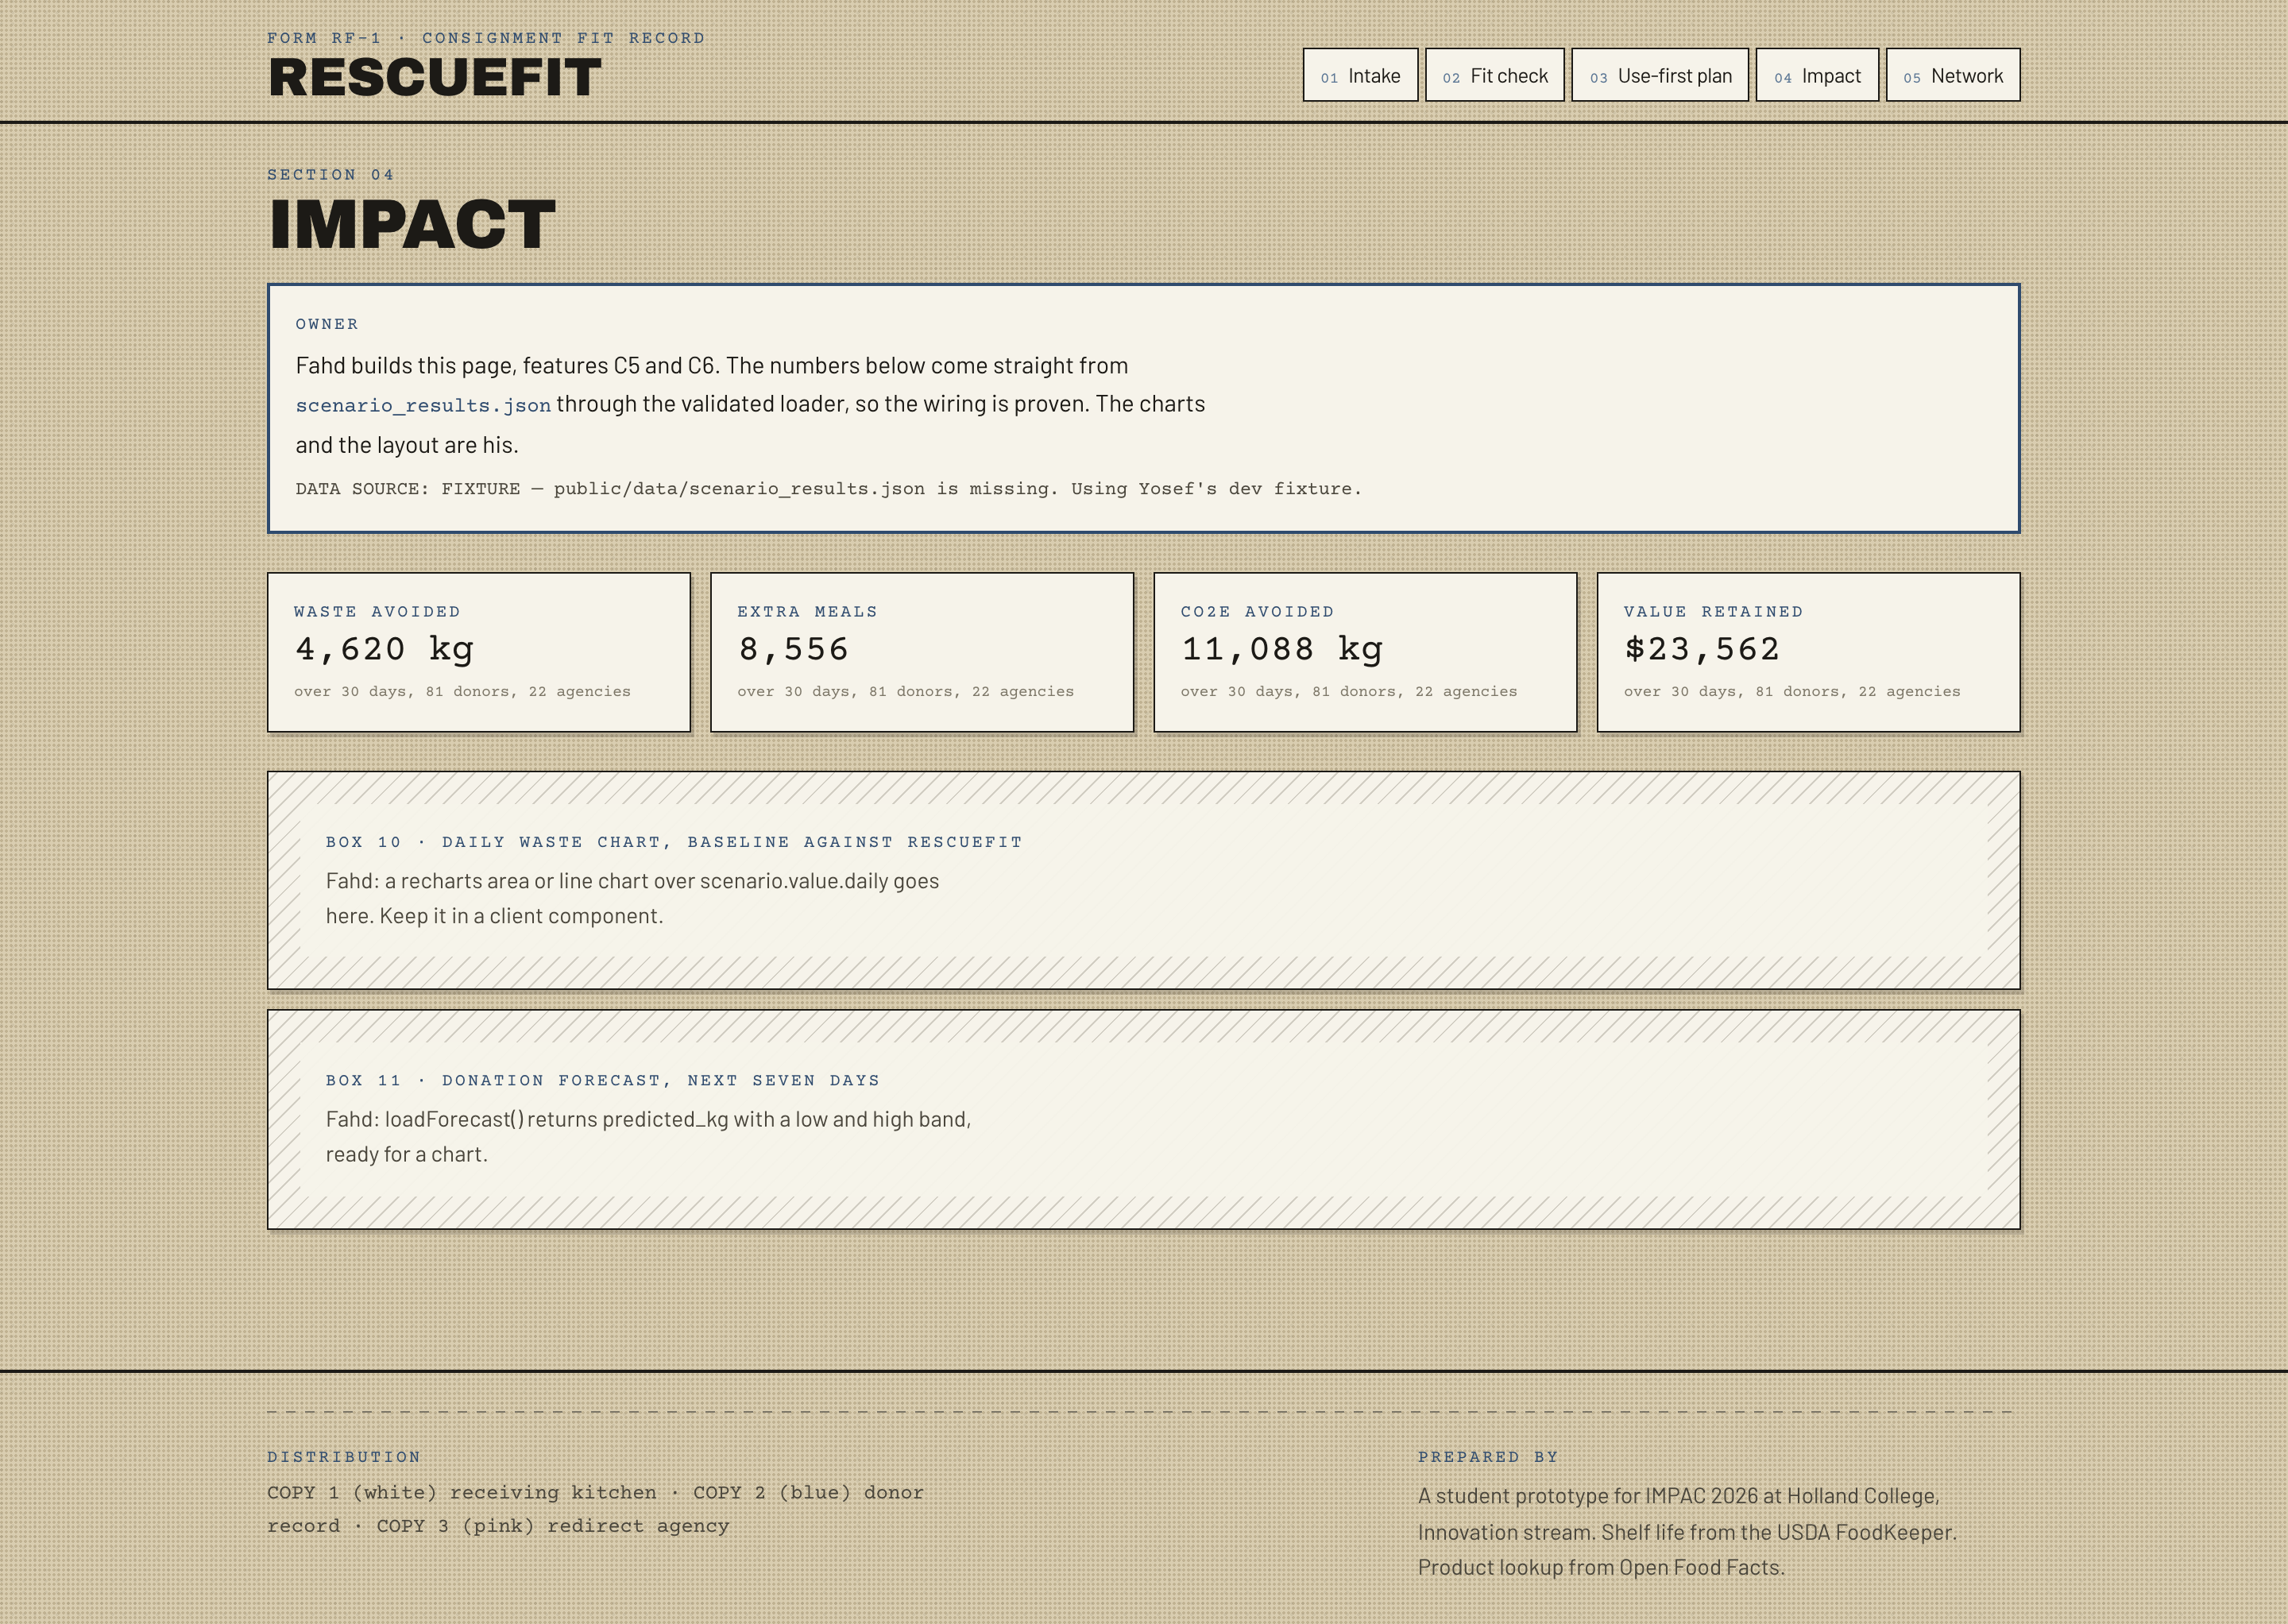 FORM RF-1 · CONSIGNMENT FIT RECORD
RESCUEFIT
01 Intake
02 Fit check
03 Use-first plan
04 Impact
05 Network
SECTION 04
IMPACT
OWNER
Fahd builds this page, features C5 and C6. The numbers below come straight from
scenario_results.json through the validated loader, so the wiring is proven. The charts
and the layout are his.
DATA SOURCE: FIXTURE — public/data/scenario_results.json is missing. Using Yosef's dev fixture.
WASTE AVOIDED
4,620 kg
over 30 days, 81 donors, 22 agencies
EXTRA MEALS
8,556
over 30 days, 81 donors, 22 agencies
CO2E AVOIDED
11,088 kg
over 30 days, 81 donors, 22 agencies
VALUE RETAINED
$23,562
over 30 days, 81 donors, 22 agencies
BOX 10 · DAILY WASTE CHART, BASELINE AGAINST RESCUEFIT
Fahd: a recharts area or line chart over scenario.value.daily goes
here. Keep it in a client component.
BOX 11 · DONATION FORECAST, NEXT SEVEN DAYS
Fahd: loadForecast() returns predicted_kg with a low and high band,
ready for a chart.
DISTRIBUTION
COPY 1 (white) receiving kitchen · COPY 2 (blue) donor
record · COPY 3 (pink) redirect agency
PREPARED BY
A student prototype for IMPAC 2026 at Holland College,
Innovation stream. Shelf life from the USDA FoodKeeper.
Product lookup from Open Food Facts.